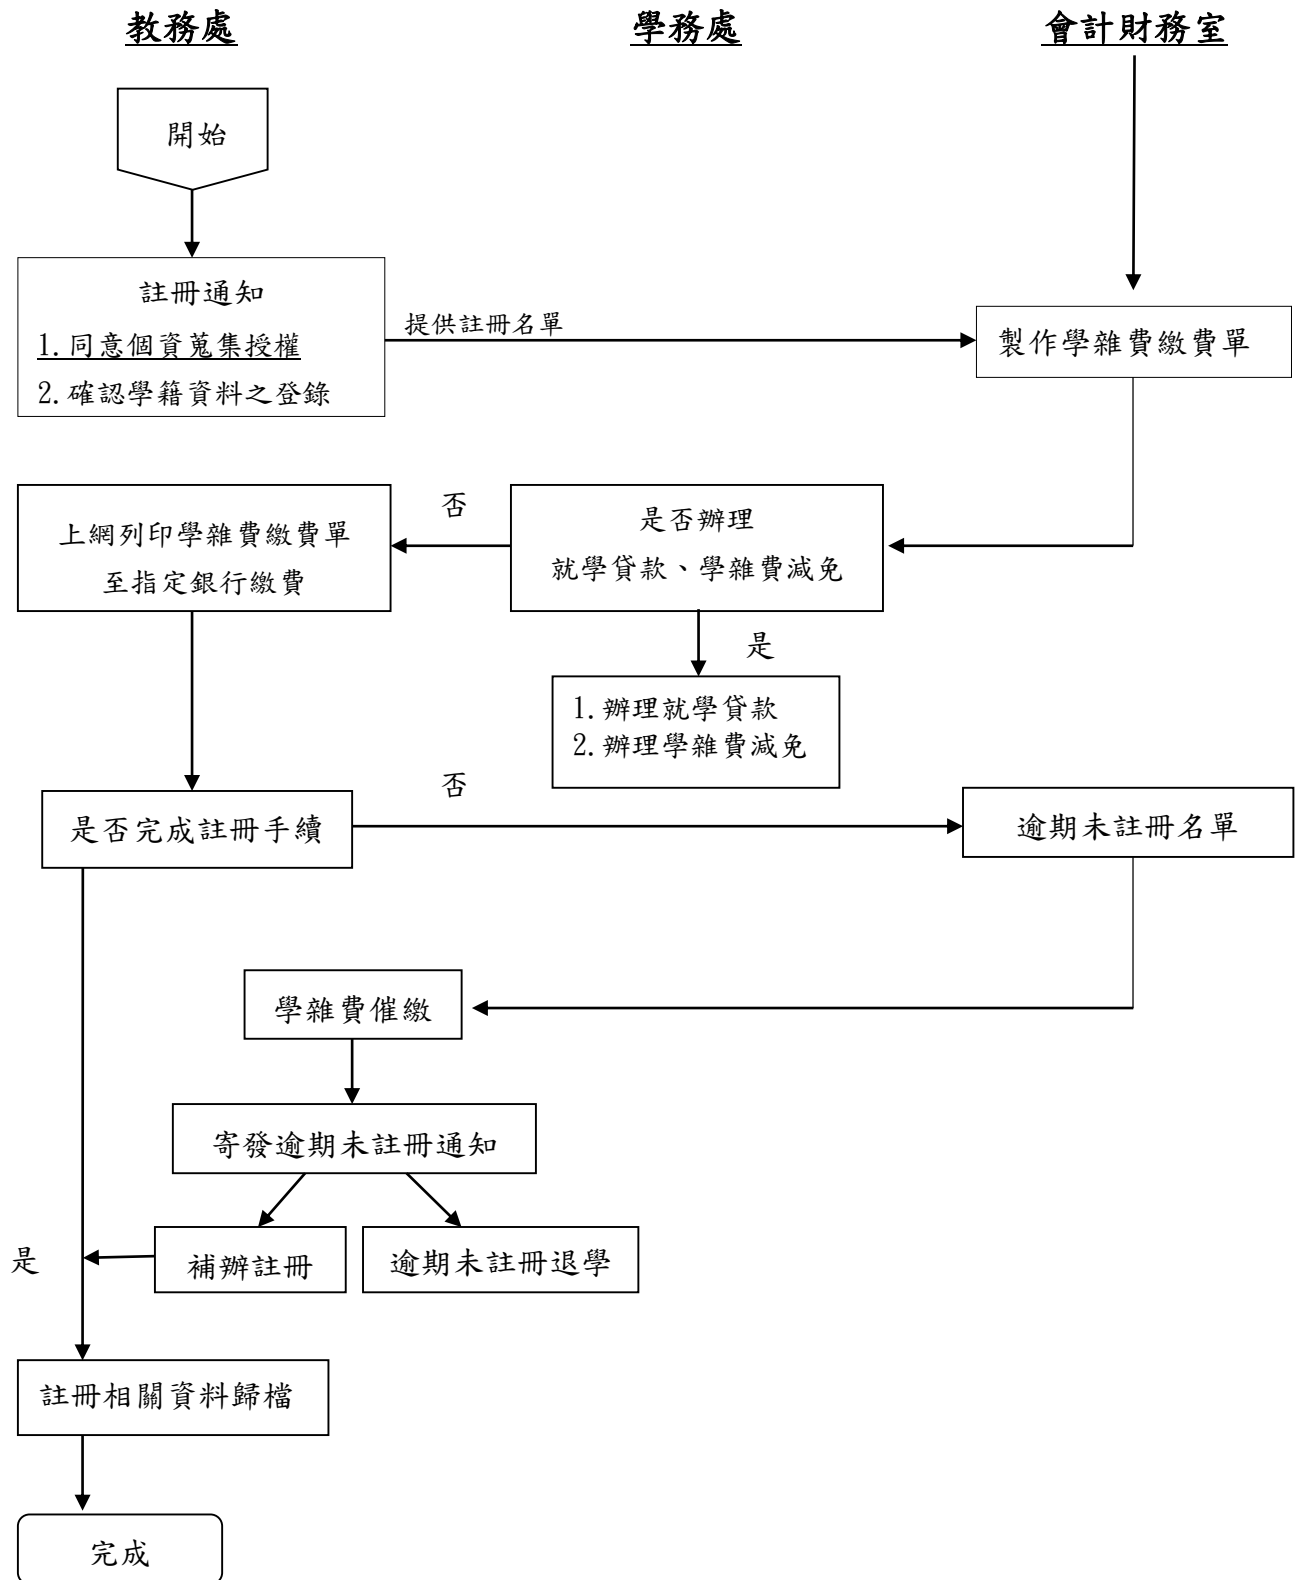 教務處
學務處
會計財務室
開始
註冊通知
1.同意個資蒐集授權
2.確認學籍資料之登錄
提供註冊名單
製作學雜費繳費單
上網列印學雜費繳費單
至指定銀行繳費
否
是否辦理
就學貸款、學雜費減免
是
1.辦理就學貸款
2.辦理學雜費減免
是否完成註冊手續
否
逾期未註冊名單
學雜費催繳
寄發逾期未註冊通知
是
補辦註冊
逾期未註冊退學
註冊相關資料歸檔
完成